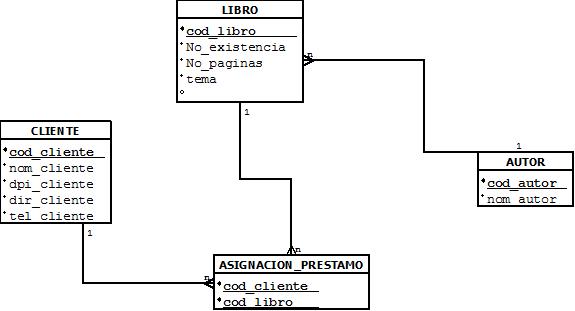 LIBRO
cod_libro
No_existencia
No_paginas
tema
n
1
1
CLIENTE
cod_cliente
nom_cliente
dpi_cliente
dir_cliente
tel_cliente
AUTOR
cod_autor
nom_autor
1
n
ASIGNACION_PRESTAMO
n
cod_cliente
cod_libro